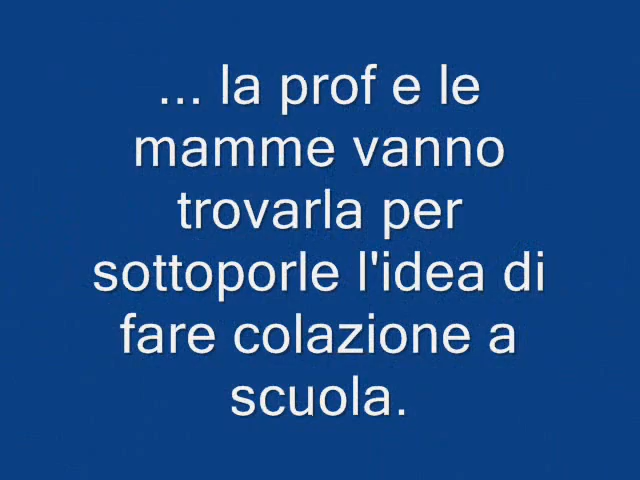 ... la prof e le
mamme vanno
trovarla per
sottoporle l'idea di
fare colazione a
scuola.